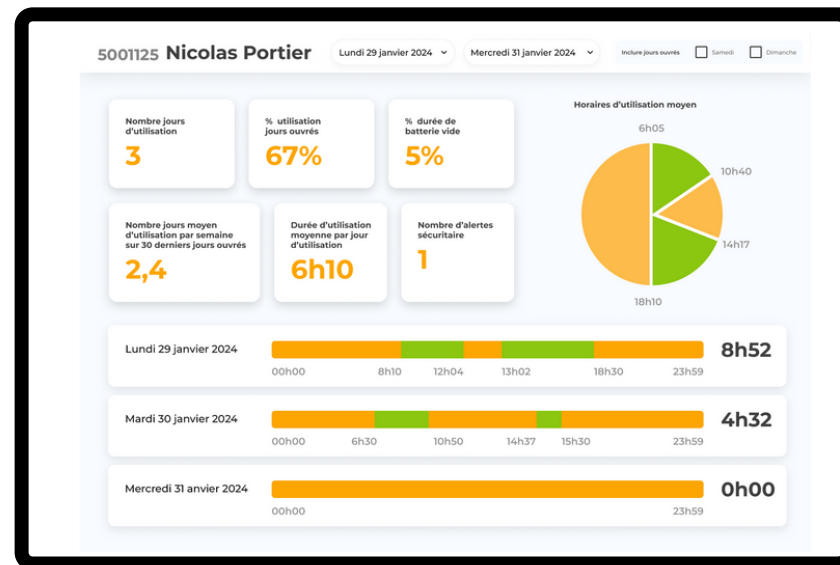 5001125 Nicolas Portier
Lundi 29 janvier 2024
Mercredi 31 janvier 2024
Inclure jours ouvrés
Samedi
Dimanche
Nombre jours
d'utilisation
3
% utilisation
jours ouvrés
67%
% durée de
batterie vide
5%
Nombre jours moyen
d'utilisation par semaine
sur 30 derniers jours ouvrés
2,4
Durée d'utilisation
moyenne par jour
d'utilisation
6h10
Nombre d'alertes
sécuritaire
1
Horaires d'utilisation moyen
6h05
10h40
14h17
18h10
Lundi 29 janvier 2024
00h00 8h10 12h04 13h02 18h30 23h59
8h52
Mardi 30 janvier 2024
00h00 6h30 10h50 14h37 15h30 23h59
4h32
Mercredi 31 anvier 2024
00h00 23h59
0h00